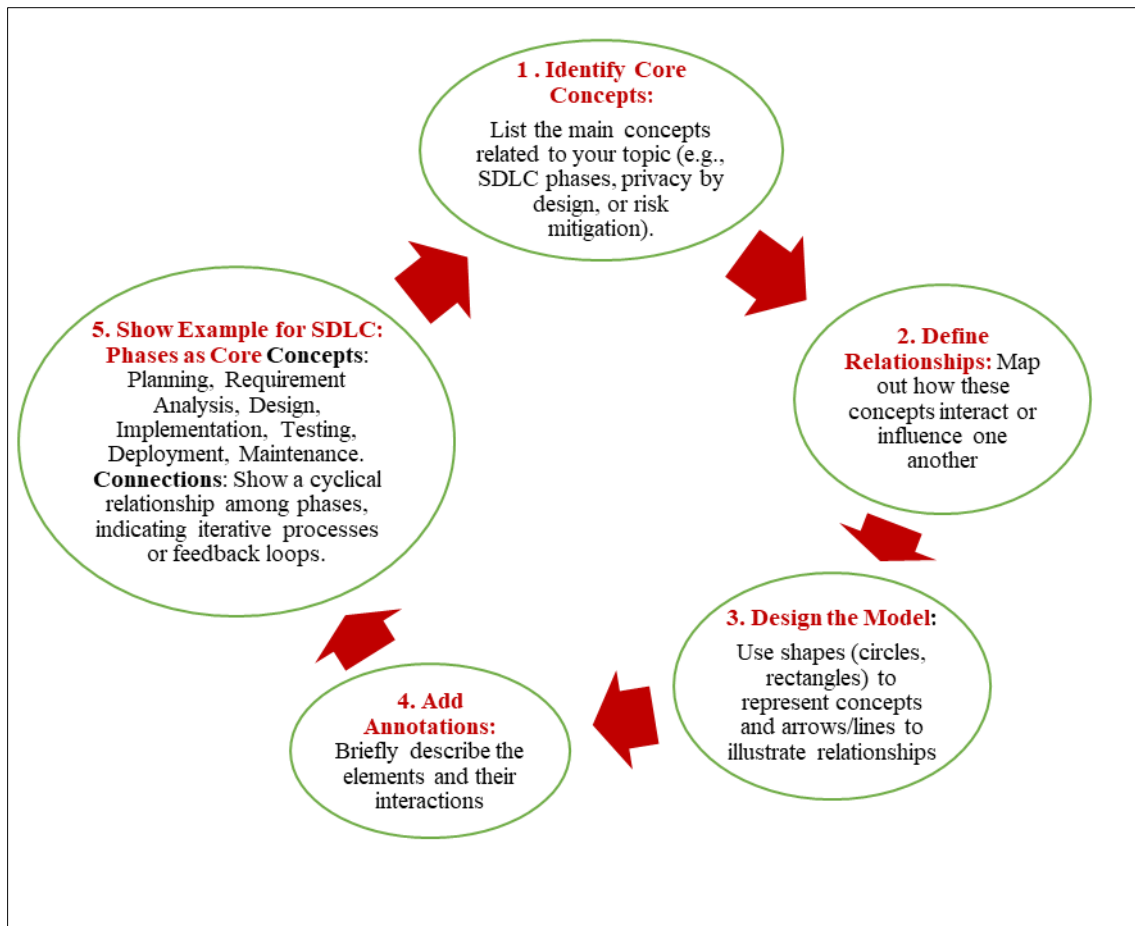 1 . Identify Core
Concepts:
List the main concepts
related to your topic (e.g.,
SDLC phases, privacy by
design, or risk
mitigation).
2. Define
Relationships: Map
out how these
concepts interact or
influence one
another
3. Design the Model:
Use shapes (circles,
rectangles) to
represent concepts
and arrows/lines to
illustrate relationships
4. Add
Annotations:
Briefly describe the
elements and their
interactions
5. Show Example for SDLC:
Phases as Core Concepts:
Planning, Requirement
Analysis, Design,
Implementation, Testing,
Deployment, Maintenance.
Connections: Show a cyclical
relationship among phases,
indicating iterative processes
or feedback loops.